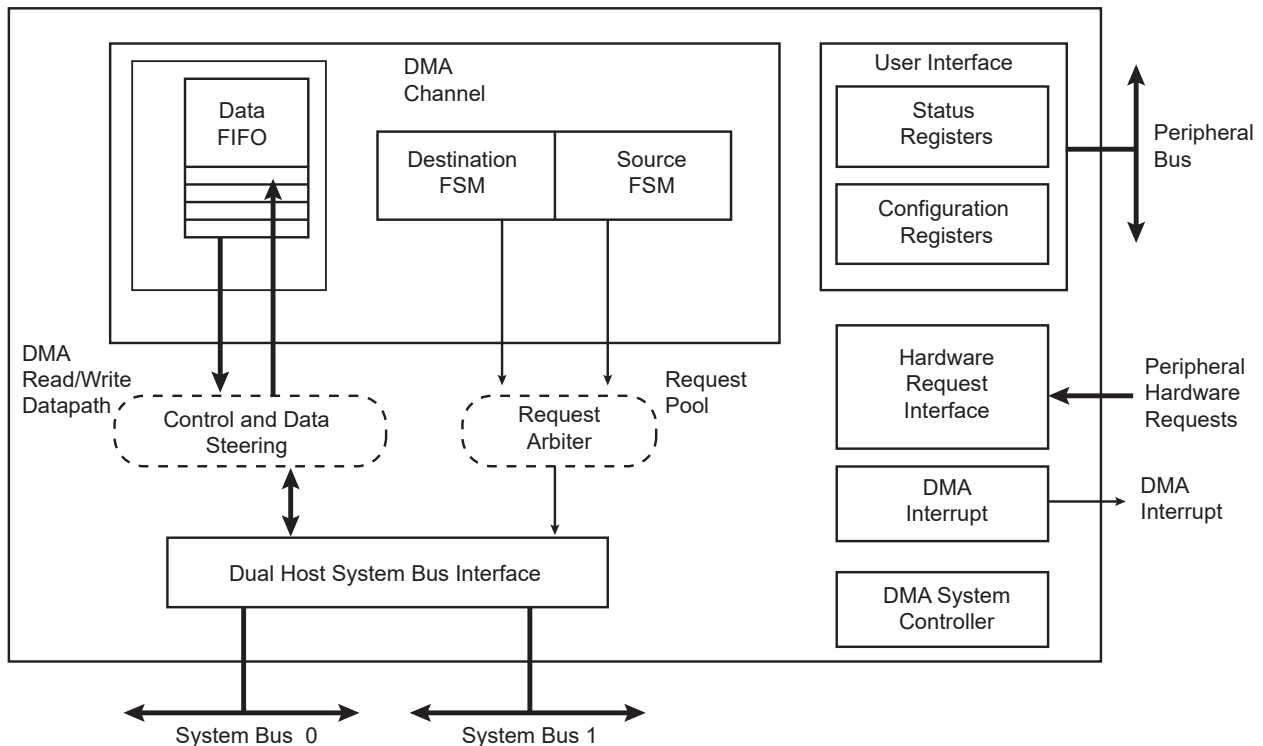 DMA
Channel
Data
FIFO
Destination
FSM
Source
FSM
User Interface
Status
Registers
Configuration
Registers
Peripheral
Bus
DMA
Read/Write
Datapath
Control and Data
Steering
Request
Arbiter
Request
Pool
Hardware
Request
Interface
Peripheral
Hardware
Requests
DMA
Interrupt
DMA
Interrupt
Dual Host System Bus Interface
DMA System
Controller
System Bus  0
System Bus 1